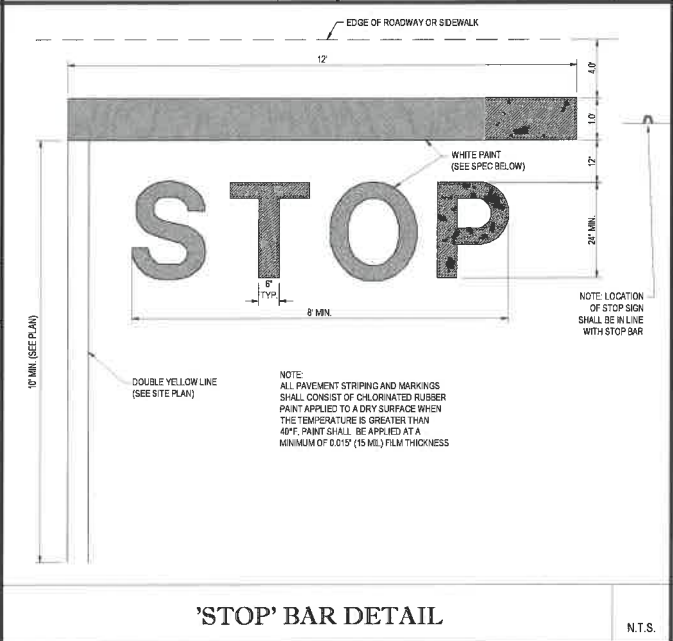 EDGE OF ROADWAY OR SIDEWALK
12'
4.0'
1.0'
WHITE PAINT
(SEE SPEC BELOW)
12"
STOP
24" MIN.
6"
TYP.
8' MIN.
NOTE: LOCATION
OF STOP SIGN
SHALL BE IN LINE
WITH STOP BAR
10' MIN. (SEE PLAN)
DOUBLE YELLOW LINE
(SEE SITE PLAN)
NOTE:
ALL PAVEMENT STRIPING AND MARKINGS
SHALL CONSIST OF CHLORINATED RUBBER
PAINT APPLIED TO A DRY SURFACE WHEN
THE TEMPERATURE IS GREATER THAN
40°F. PAINT SHALL BE APPLIED AT A
MINIMUM OF 0.015" (15 MIL) FILM THICKNESS
'STOP' BAR DETAIL
N.T.S.